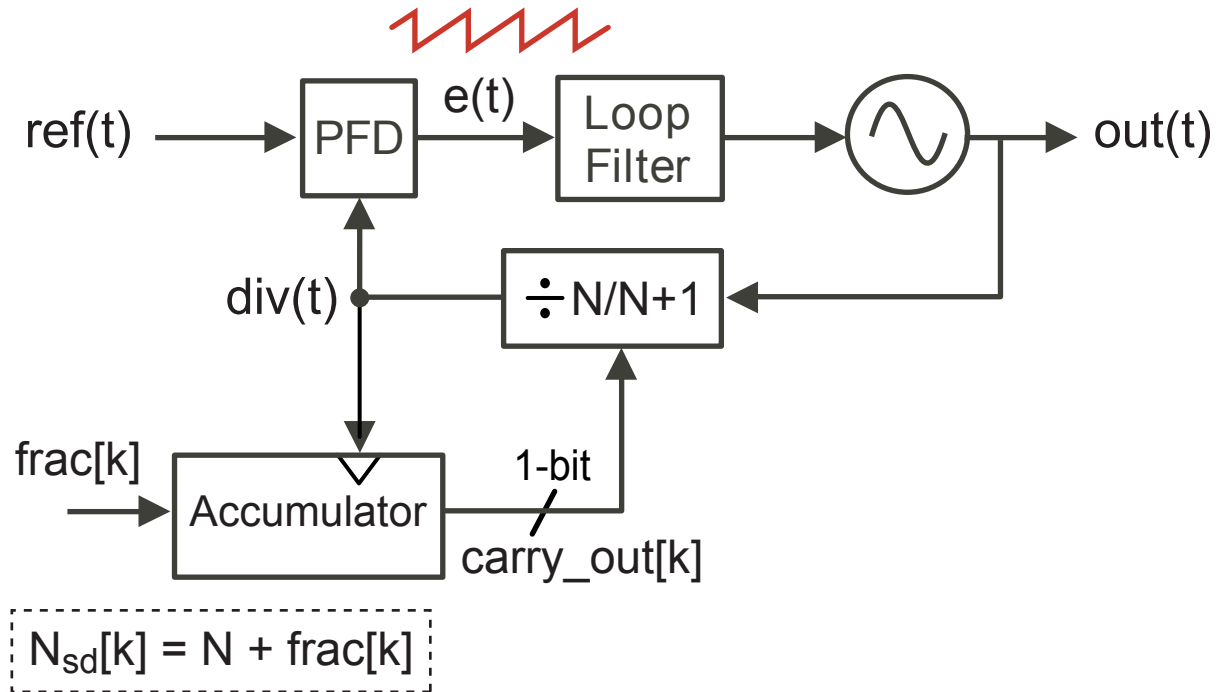 e(t)
ref(t)
PFD
Loop
Filter
out(t)
div(t)
÷ N/N+1
frac[k]
Accumulator
1-bit
carry_out[k]
N_sd[k] = N + frac[k]